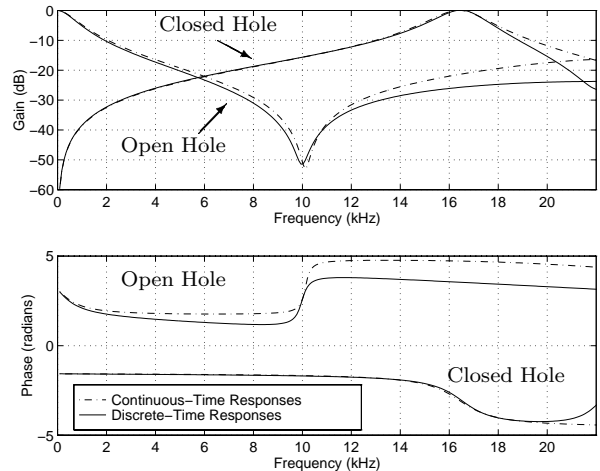 0
−10
−20
−30
−40
−50
−60
Gain (dB)
Closed Hole
Open Hole
0 2 4 6 8 10 12 14 16 18 20
Frequency (kHz)
5
0
−5
Phase (radians)
Open Hole
Closed Hole
Continuous−Time Responses
Discrete−Time Responses
0 2 4 6 8 10 12 14 16 18 20
Frequency (kHz)